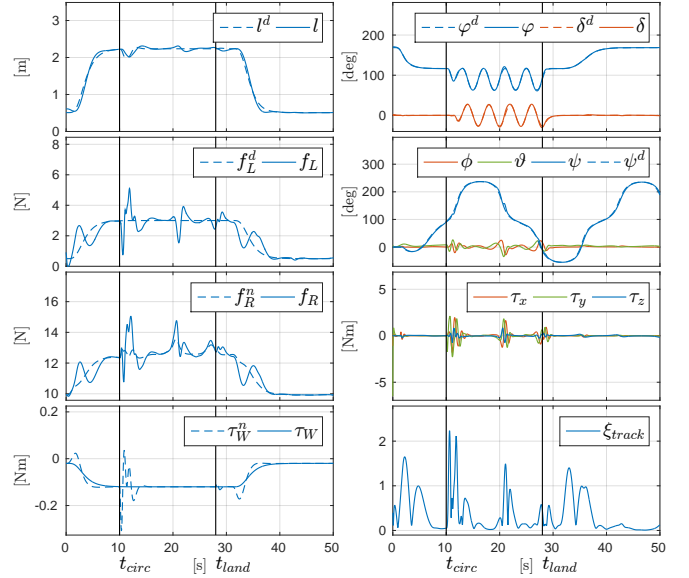 [m]
3
2
1
0
l^d l
[deg]
200
100
0
φ^d φ δ^d δ
[N]
8
6
4
2
0
f_L^d f_L
[deg]
300
200
100
0
ϕ ϑ ψ ψ^d
[N]
16
14
12
10
f_R^n f_R
[Nm]
5
0
-5
τ_x τ_y τ_z
[Nm]
0.2
0
-0.2
τ_W^n τ_W
0 10 20 30 40 50
t_circ [s] t_land
2
1
0
ξ_track
0 10 20 30 40 50
t_circ [s] t_land